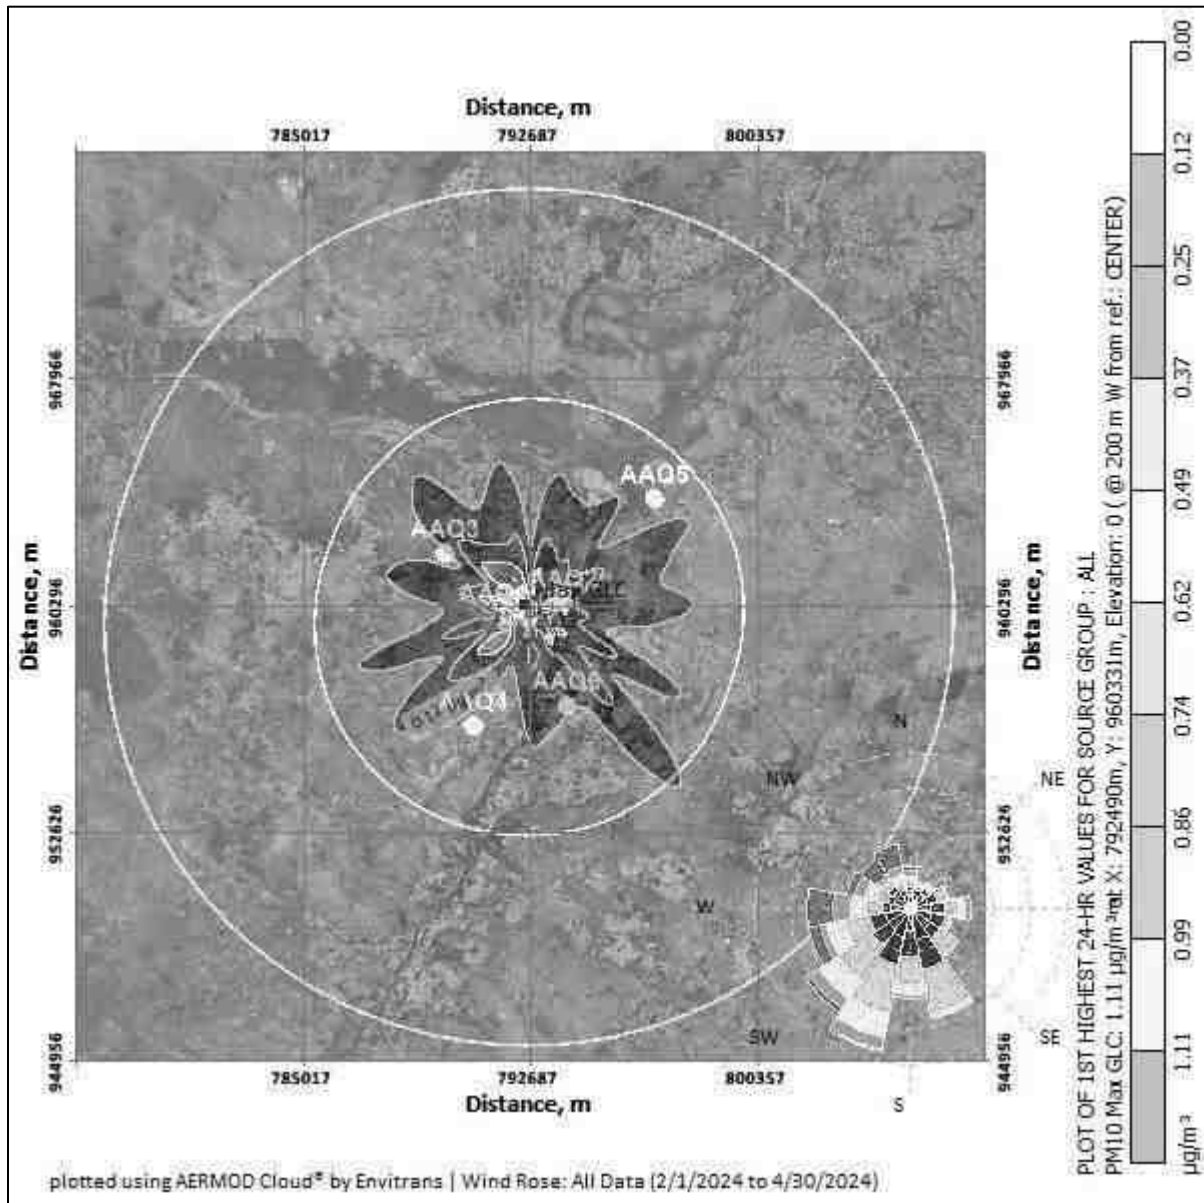 Distance, m
785017
792687
800357
967966
960296
952626
944956
Distance, m
967966
960296
952626
944956
Distance, m
AAQ5
AAQ3
N
NW
NE
W
SW
SE
S
785017
792687
800357
Distance, m
PLOT OF 1ST HIGHEST 24-HR VALUES FOR SOURCE GROUP : ALL
PM10 Max GLC: 1.11 µg/m³ at X: 792490m, Y: 960331m, Elevation: 0 ( @ 200 m W from ref.: CENTER)
0.00
0.12
0.25
0.37
0.49
0.62
0.74
0.86
0.99
1.11
µg/m³
plotted using AERMOD Cloud® by Envitrans | Wind Rose: All Data (2/1/2024 to 4/30/2024)